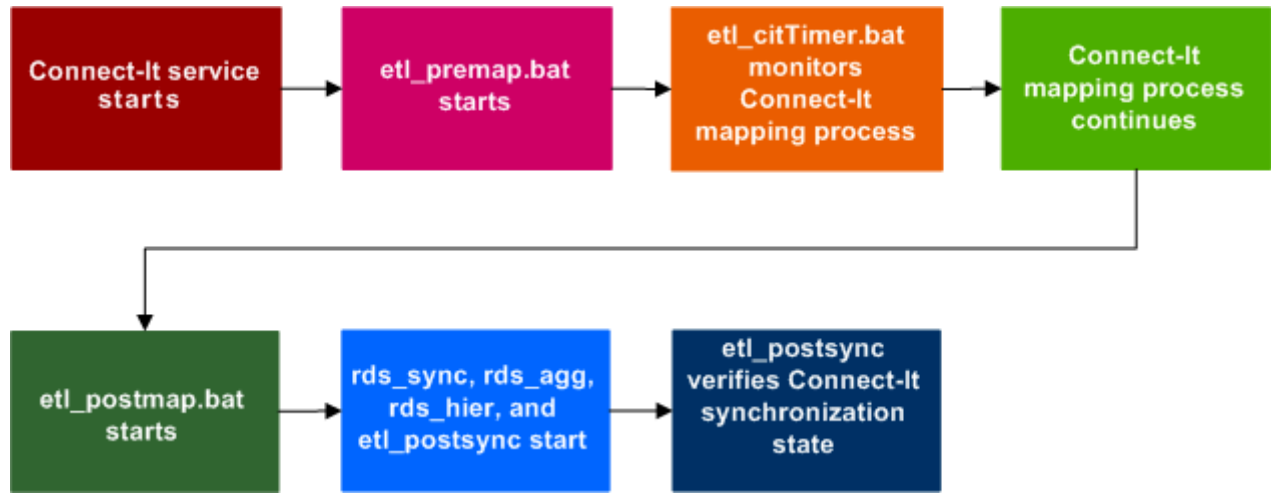 Connect-It service
starts
etl_premap.bat
starts
etl_citTimer.bat
monitors
Connect-It
mapping process
Connect-It
mapping process
continues
etl_postmap.bat
starts
rds_sync, rds_agg,
rds_hier, and
etl_postsync start
etl_postsync
verifies Connect-It
synchronization
state